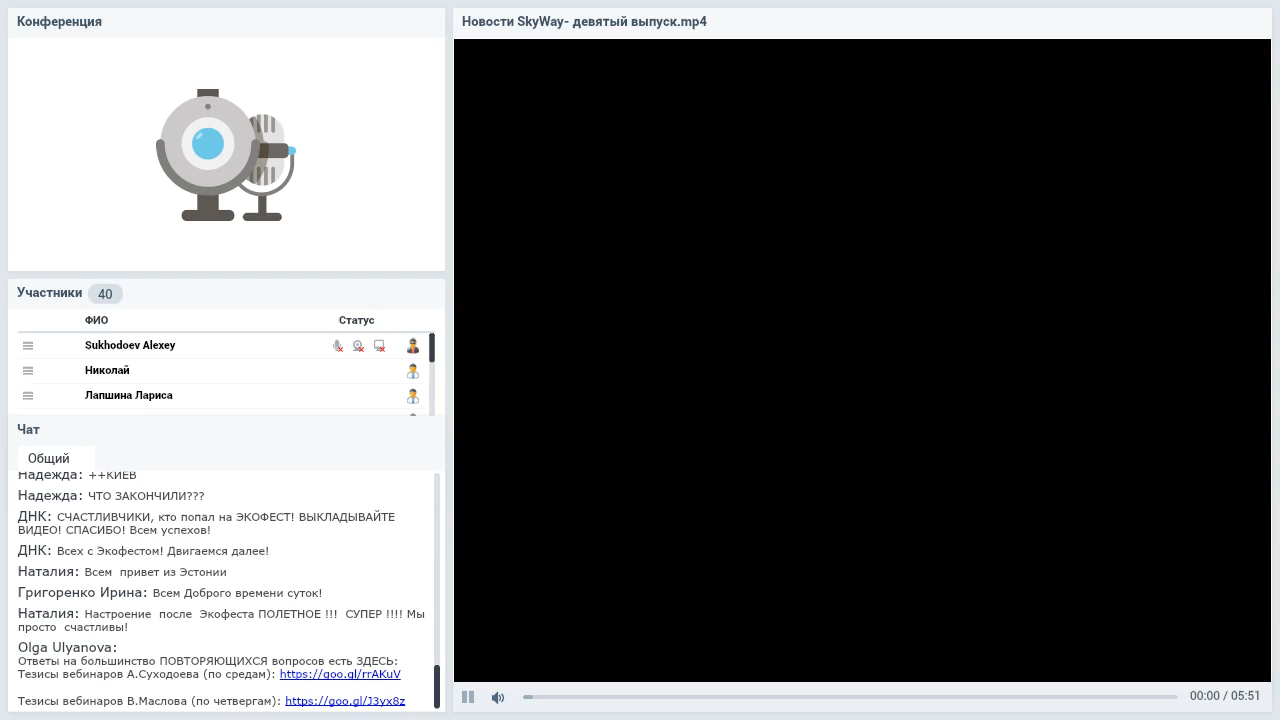 Конференция
Новости SkyWay- девятый выпуск.mp4
Участники 40
ФИО Статус
Sukhodoev Alexey
Николай
Лапшина Лариса
Чат
Общий
Надежда: ++КИЕВ
Надежда: ЧТО ЗАКОНЧИЛИ???
ДНК: СЧАСТЛИВЧИКИ, кто попал на ЭКОФЕСТ! ВЫКЛАДЫВАЙТЕ
ВИДЕО! СПАСИБО! Всем успехов!
ДНК: Всех с Экофестом! Двигаемся далее!
Наталия: Всем привет из Эстонии
Григоренко Ирина: Всем Доброго времени суток!
Наталия: Настроение после Экофеста ПОЛЕТНОЕ !!! СУПЕР !!!! Мы
просто счастливы!
Olga Ulyanova:
Ответы на большинство ПОВТОРЯЮЩИХСЯ вопросов есть ЗДЕСЬ:
Тезисы вебинаров А.Суходоева (по средам): https://goo.gl/rrAKuV
Тезисы вебинаров В.Маслова (по четвергам): https://goo.gl/J3yx8z
00:00 / 05:51